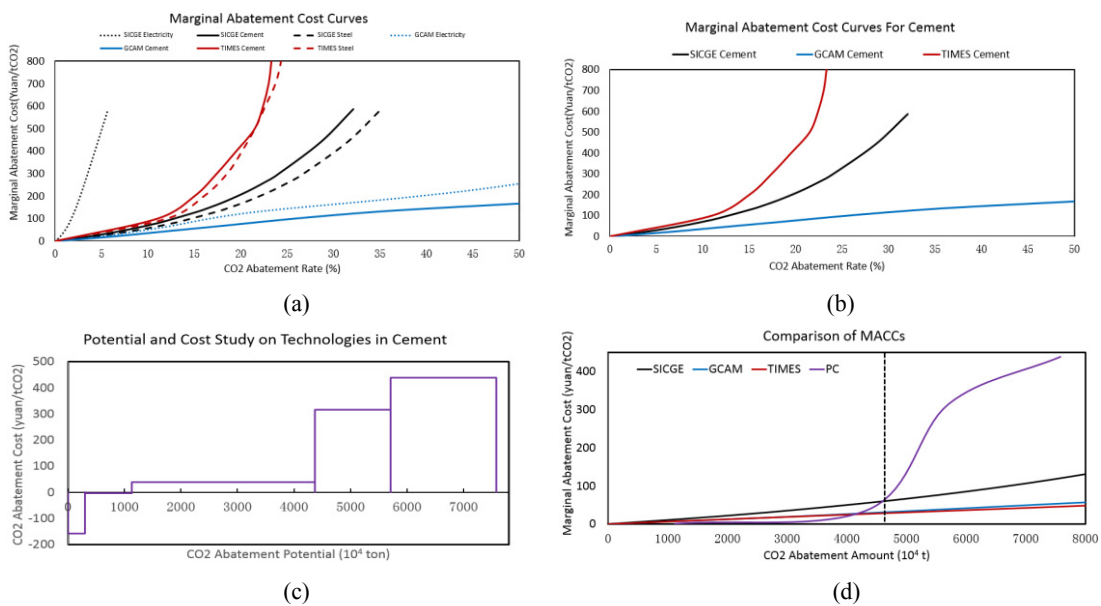 Marginal Abatement Cost Curves
SICGE Electricity SICGE Cement SICGE Steel GCAM Electricity
GCAM Cement TIMES Cement TIMES Steel
Marginal Abatement Cost(Yuan/tCO2)
800
700
600
500
400
300
200
100
0
0 5 10 15 20 25 30 35 40 45 50
CO2 Abatement Rate (%)
(a)
Marginal Abatement Cost Curves For Cement
SICGE Cement GCAM Cement TIMES Cement
Marginal Abatement Cost(Yuan/tCO2)
800
700
600
500
400
300
200
100
0
0 5 10 15 20 25 30 35 40 45 50
CO2 Abatement Rate (%)
(b)
Potential and Cost Study on Technologies in Cement
CO2 Abatement Cost (yuan/tCO2)
500
400
300
200
100
0
-100
-200
0 1000 2000 3000 4000 5000 6000 7000
CO2 Abatement Potential (10⁴ ton)
(c)
Comparison of MACCs
SICGE GCAM TIMES PC
Marginal Abatement Cost (yuan/tCO2)
400
300
200
100
0
0 1000 2000 3000 4000 5000 6000 7000 8000
CO2 Abatement Amount (10⁴ t)
(d)